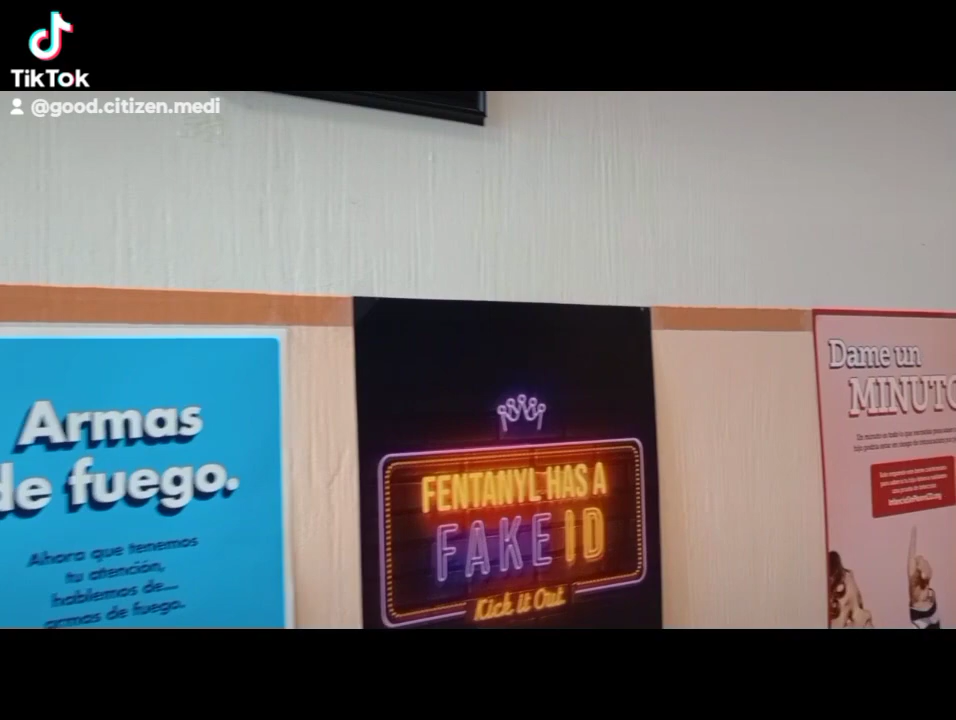 TikTok
@good.citizen.medi
Armas
de fuego.
Ahora que tenemos
tu atención,
hablemos de...
armas de fuego.
FENTANYL HAS A
FAKE ID
Kick it Out.
Dame un
MINUTO